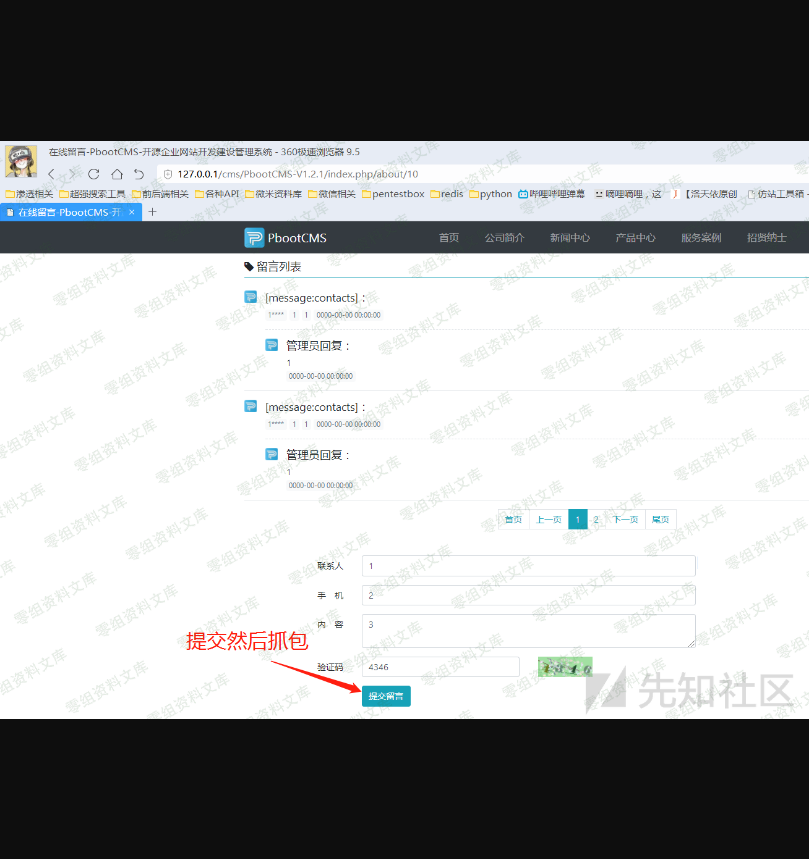 在线留言-PbootCMS-开源企业网站开发建设管理系统 - 360极速浏览器 9.5
127.0.0.1/cms/PbootCMS-V1.2.1/index.php/about/10
渗透相关 超强搜索工具 前后端相关 各种API 微米资料库 微信相关 pentestbox redis python 哔哩哔哩弹幕 嘀哩嘀哩,这 【洛天依原创 仿站工具箱 -
在线留言-PbootCMS-开 × +
PbootCMS 首页 公司简介 新闻中心 产品中心 服务案例 招贤纳士
留言列表
[message:contacts]:
1**** 1 1 0000-00-00 00:00:00
管理员回复:
1
0000-00-00 00:00:00
[message:contacts]:
1**** 1 1 0000-00-00 00:00:00
管理员回复:
1
0000-00-00 00:00:00
首页 上一页 1 2 下一页 尾页
联系人 1
手 机 2
内 容 3
提交然后抓包
验证码 4346
提交留言
先知社区
零组资料文库